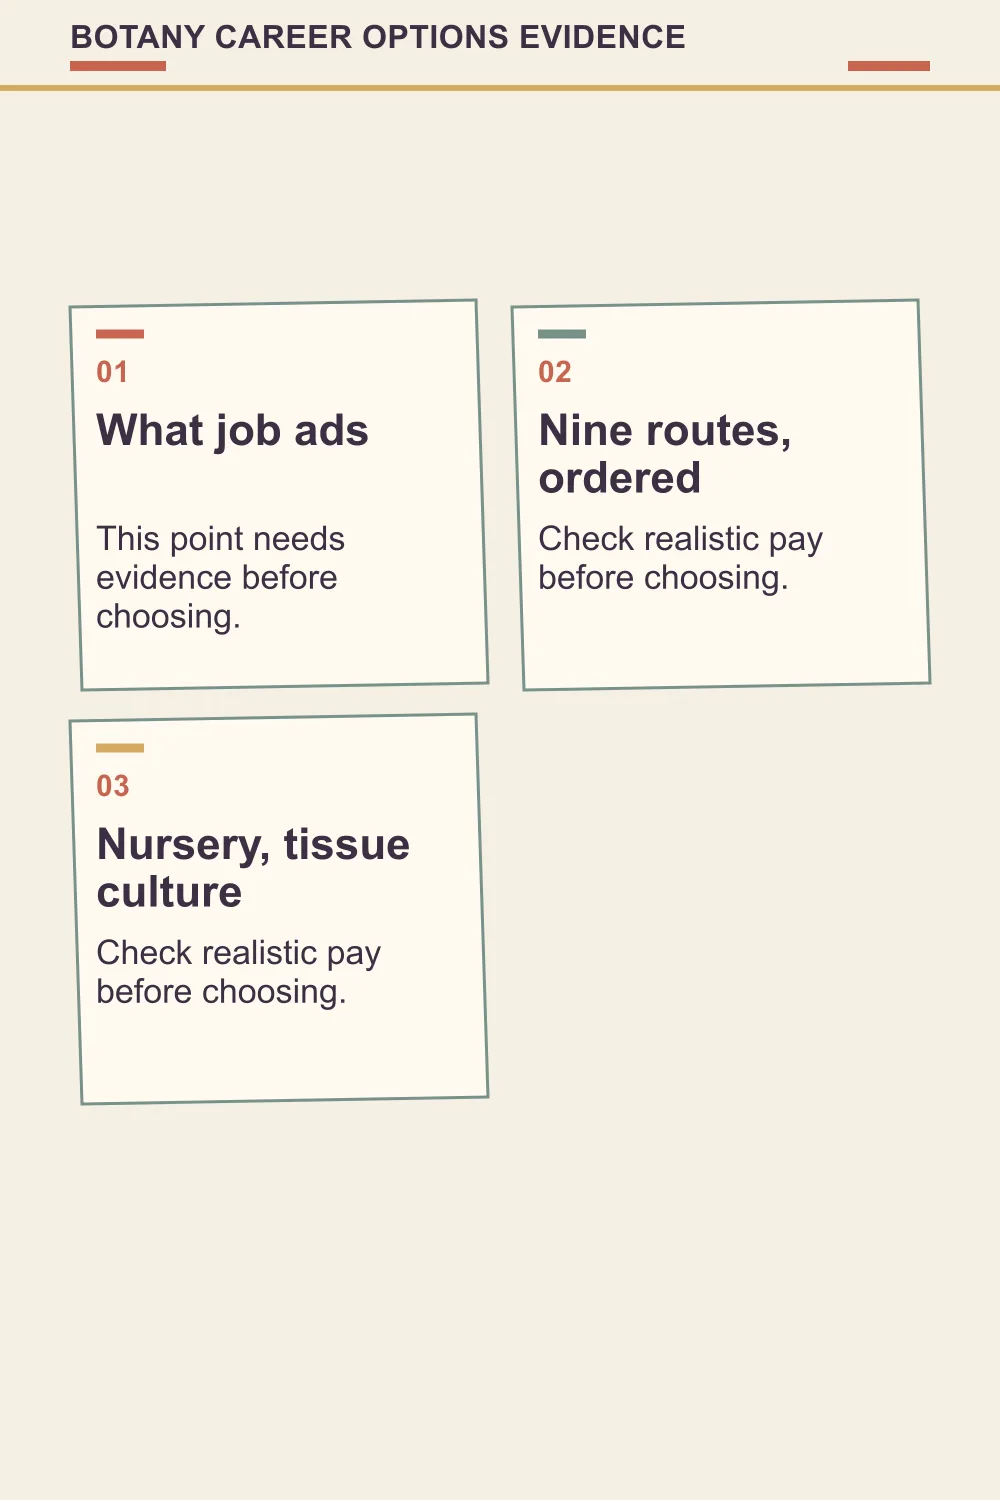 BOTANY CAREER OPTIONS EVIDENCE
01
What job ads
This point needs
evidence before
choosing.
02
Nine routes,
ordered
Check realistic pay
before choosing.
03
Nursery, tissue
culture
Check realistic pay
before choosing.